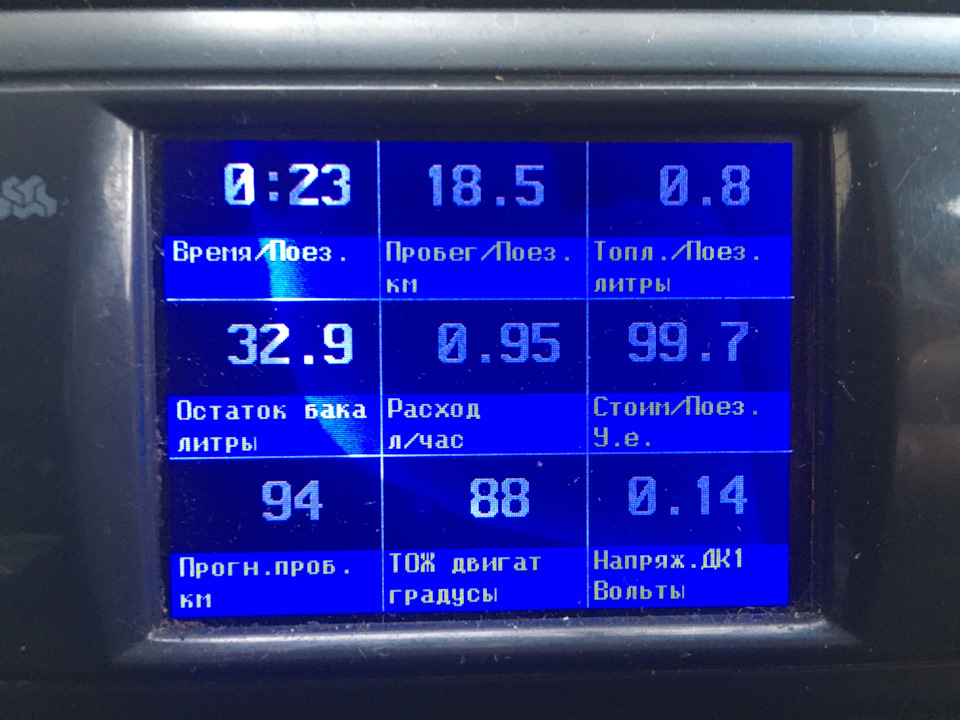 0:23
Время/Поез.
18.5
Пробег/Поез.
км
0.8
Топл./Поез.
литры
32.9
Остаток бака
литры
0.95
Расход
л/час
99.7
Стоим/Поез.
У.е.
94
Прогн.проб.
км
88
ТОЖ двигат
градусы
0.14
Напряж.ДК1
Вольты